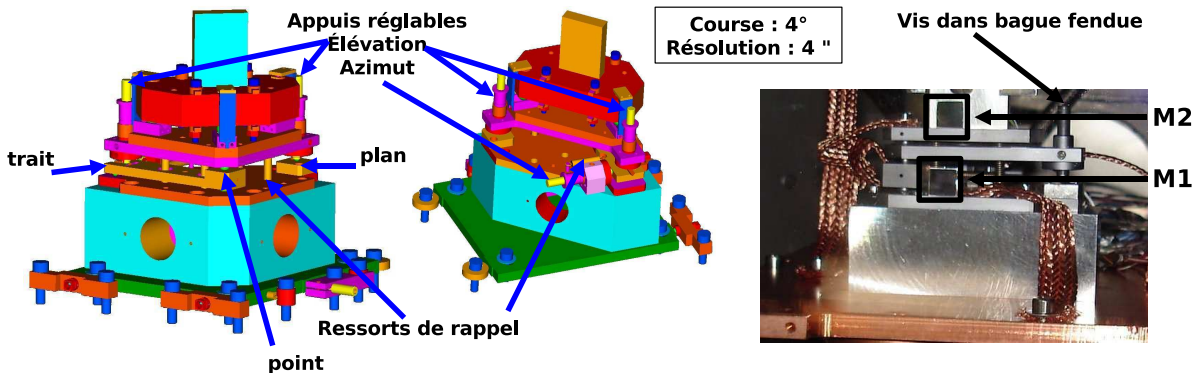 Appuis réglables
Élévation
Azimut
Course : 4°
Résolution : 4 "
Vis dans bague fendue
M2
M1
trait
plan
Ressorts de rappel
point